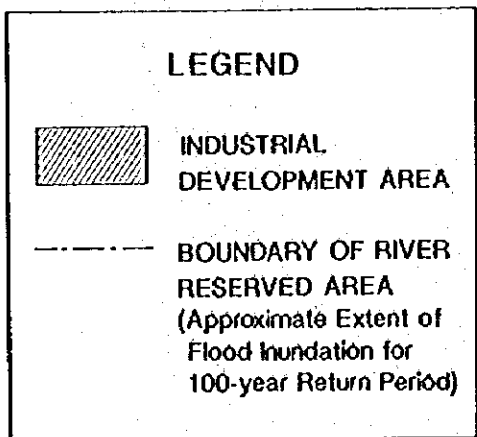 LEGEND
INDUSTRIAL
DEVELOPMENT AREA
BOUNDARY OF RIVER
RESERVED AREA
(Approximate Extent of
Flood Inundation for
100-year Return Period)